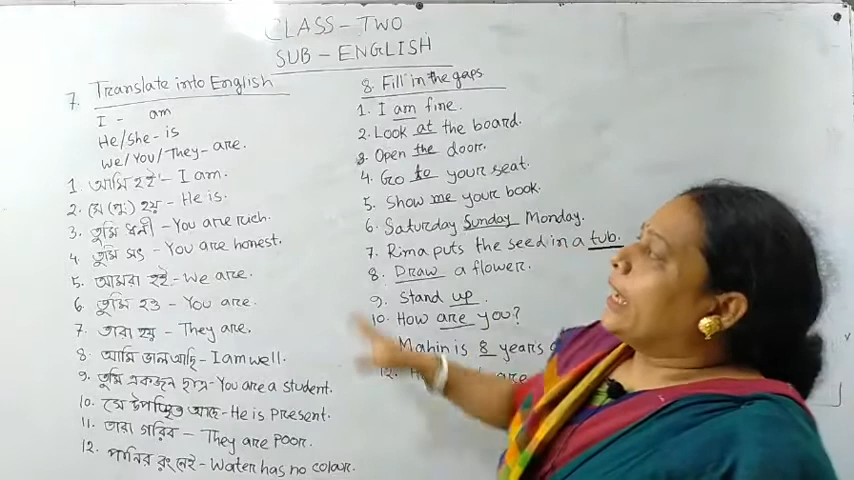 CLASS - TWO
SUB - ENGLISH
7. Translate into English
I - am
He/She - is
We/You/They - are.
1. আমি হই - I am.
2. সে (পুঃ) হয় - He is.
3. তুমি ধনী - You are rich.
4. তুমি সৎ - You are honest.
5. আমরা হই - We are.
6. তুমি হও - You are.
7. তারা হয় - They are.
8. আমি ভাল আছি - I am well.
9. তুমি একজন ছাত্র - You are a student.
10. সে উপস্থিত আছে - He is Present.
11. তারা গরিব - They are Poor.
12. পানির রং নেই - Water has no colour.
8. Fill in the gaps
1. I am fine.
2. Look at the board.
3. Open the door.
4. Go to your seat.
5. Show me your book.
6. Saturday Sunday Monday.
7. Rima puts the seed in a tub.
8. Draw a flower.
9. Stand up.
10. How are you?
Mahin is 8 years
12. are